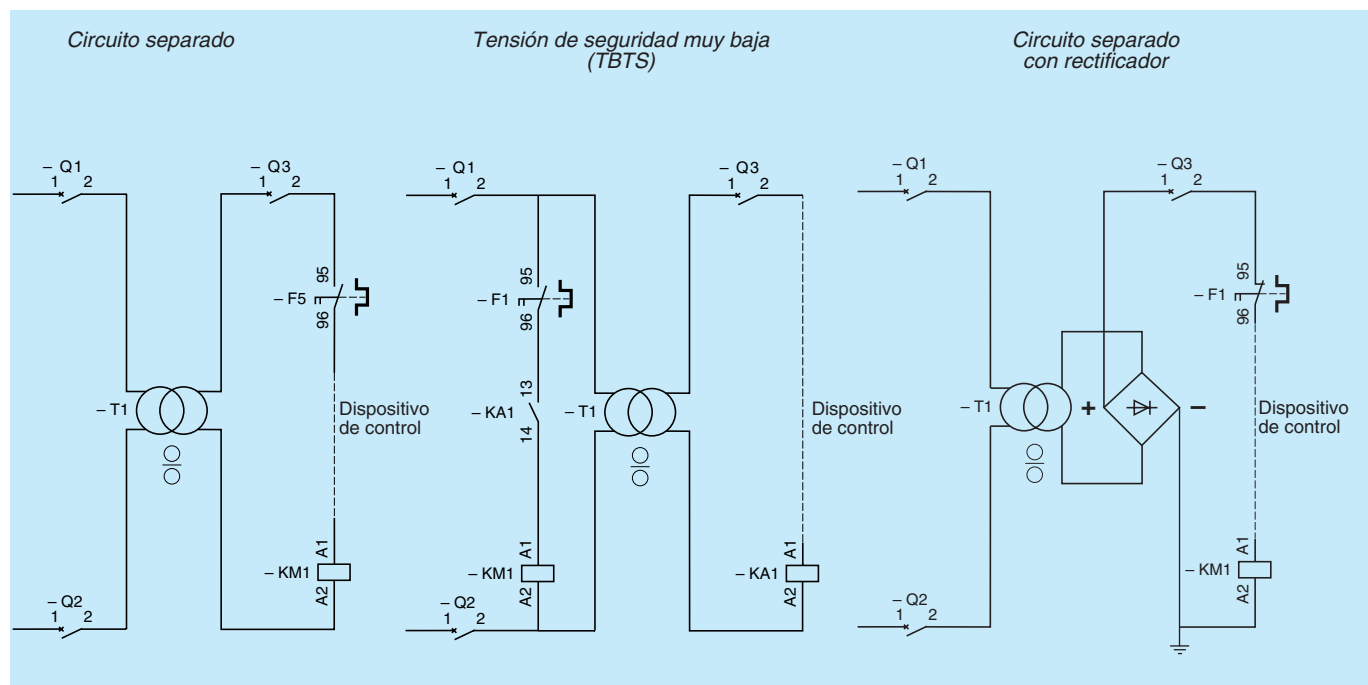 Circuito separado
Tensión de seguridad muy baja
(TBTS)
Circuito separado
con rectificador
– Q1
1 2
– Q3
1 2
95
– F5
96
– T1
Dispositivo
de control
A1
– KM1
A2
– Q2
1 2
– Q1
1 2
– Q3
1 2
95
– F1
96
13
– KA1
14
– T1
A1
– KM1
A2
A1
– KA1
A2
– Q2
1 2
– Q1
1 2
– Q3
1 2
95
– F1
96
– T1
+
–
Dispositivo
de control
A1
– KM1
A2
– Q2
1 2